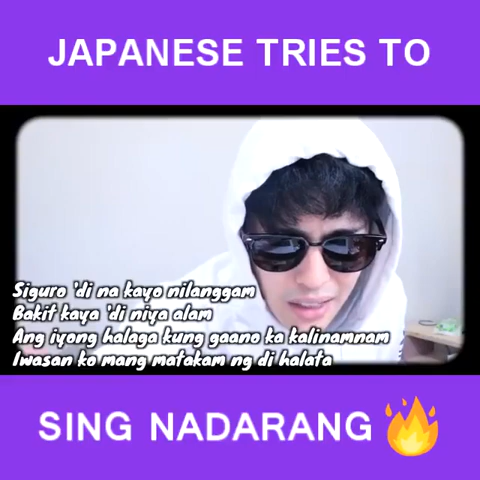 JAPANESE TRIES TO
Siguro 'di na kayo nilanggam
Bakit kaya 'di niya alam
Ang iyong halaga kung gaano ka kalinamnam
Iwasan ko mang matakam ng di halata
SING NADARANG🔥